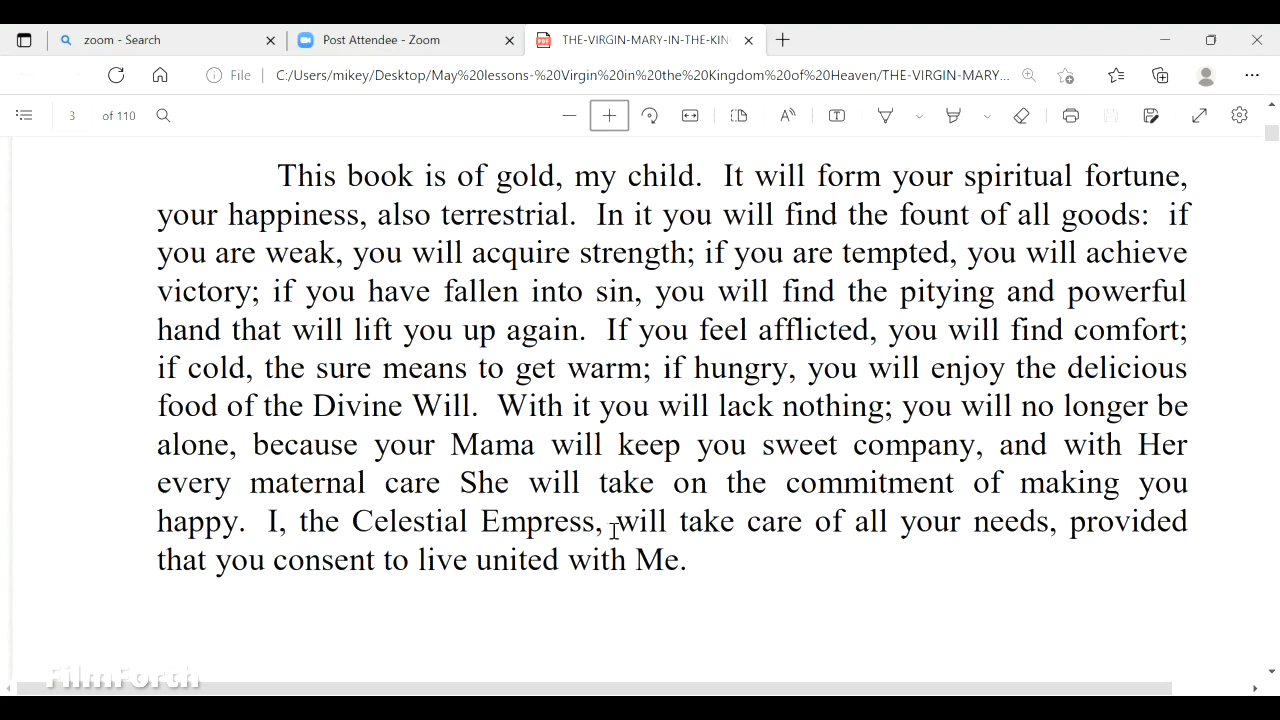 zoom - Search
Post Attendee - Zoom
THE-VIRGIN-MARY-IN-THE-KIN
File
C:/Users/mikey/Desktop/May%20lessons-%20Virgin%20in%20the%20Kingdom%20of%20Heaven/THE-VIRGIN-MARY...
3 of 110
This book is of gold, my child. It will form your spiritual fortune,
your happiness, also terrestrial. In it you will find the fount of all goods: if
you are weak, you will acquire strength; if you are tempted, you will achieve
victory; if you have fallen into sin, you will find the pitying and powerful
hand that will lift you up again. If you feel afflicted, you will find comfort;
if cold, the sure means to get warm; if hungry, you will enjoy the delicious
food of the Divine Will. With it you will lack nothing; you will no longer be
alone, because your Mama will keep you sweet company, and with Her
every maternal care She will take on the commitment of making you
happy. I, the Celestial Empress, will take care of all your needs, provided
that you consent to live united with Me.
FilmForth